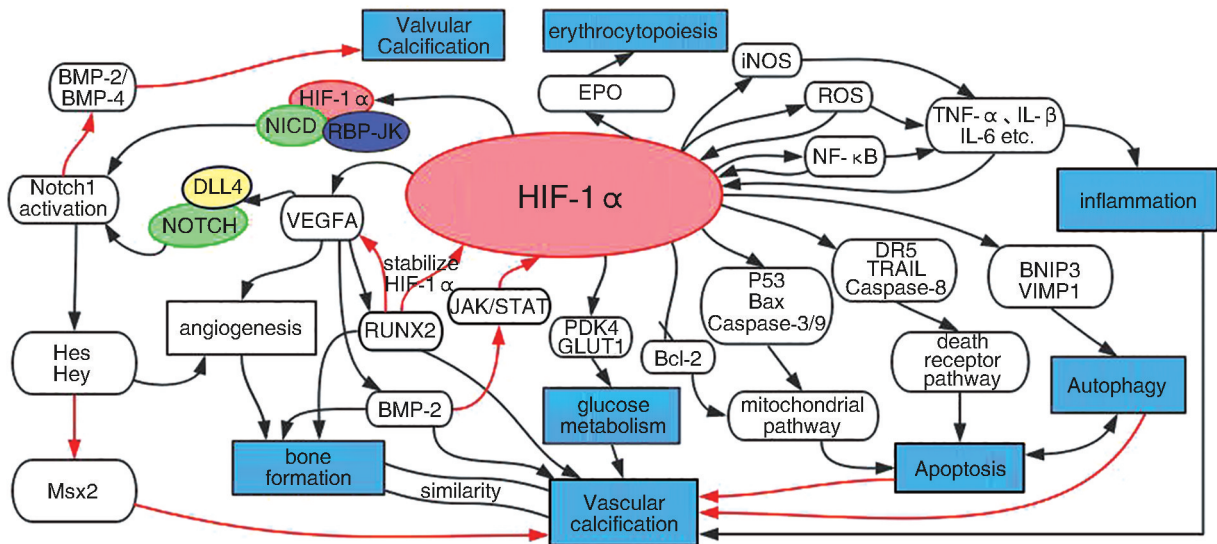 Valvular
Calcification
erythrocytopoiesis
BMP-2/
BMP-4
HIF-1 α
NICD
RBP-JK
EPO
iNOS
ROS
NF- κB
TNF- α 、IL- β
IL-6 etc.
Notch1
activation
DLL4
NOTCH
VEGFA
HIF-1 α
inflammation
stabilize
HIF-1 α
JAK/STAT
RUNX2
angiogenesis
P53
Bax
Caspase-3/9
DR5
TRAIL
Caspase-8
BNIP3
VIMP1
PDK4
GLUT1
Bcl-2
death
receptor
pathway
Hes
Hey
BMP-2
glucose
metabolism
mitochondrial
pathway
Autophagy
bone
formation
similarity
Apoptosis
Msx2
Vascular
calcification